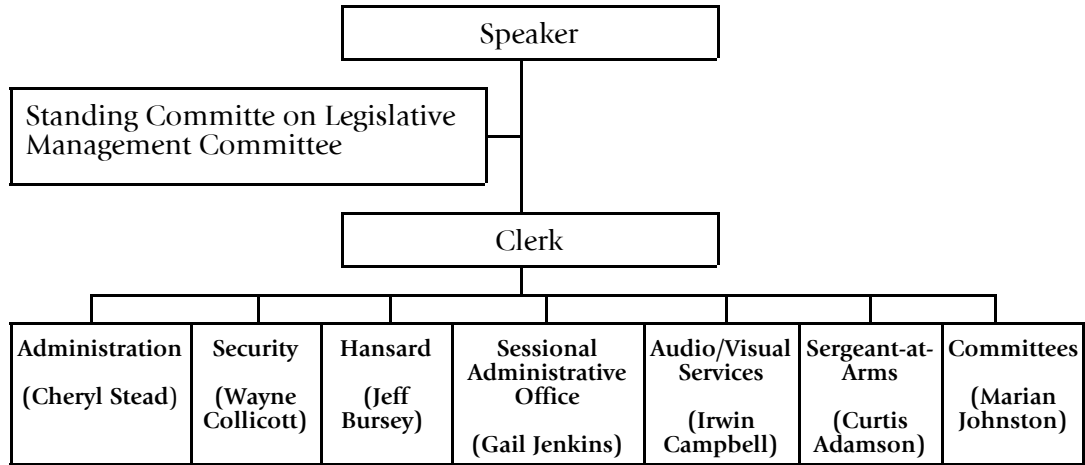 Speaker
Standing Committe on Legislative
Management Committee
Clerk
Administration
(Cheryl Stead)
Security
(Wayne
Collicott)
Hansard
(Jeff
Bursey)
Sessional
Administrative
Office
(Gail Jenkins)
Audio/Visual
Services
(Irwin
Campbell)
Sergeant-at-
Arms
(Curtis
Adamson)
Committees
(Marian
Johnston)